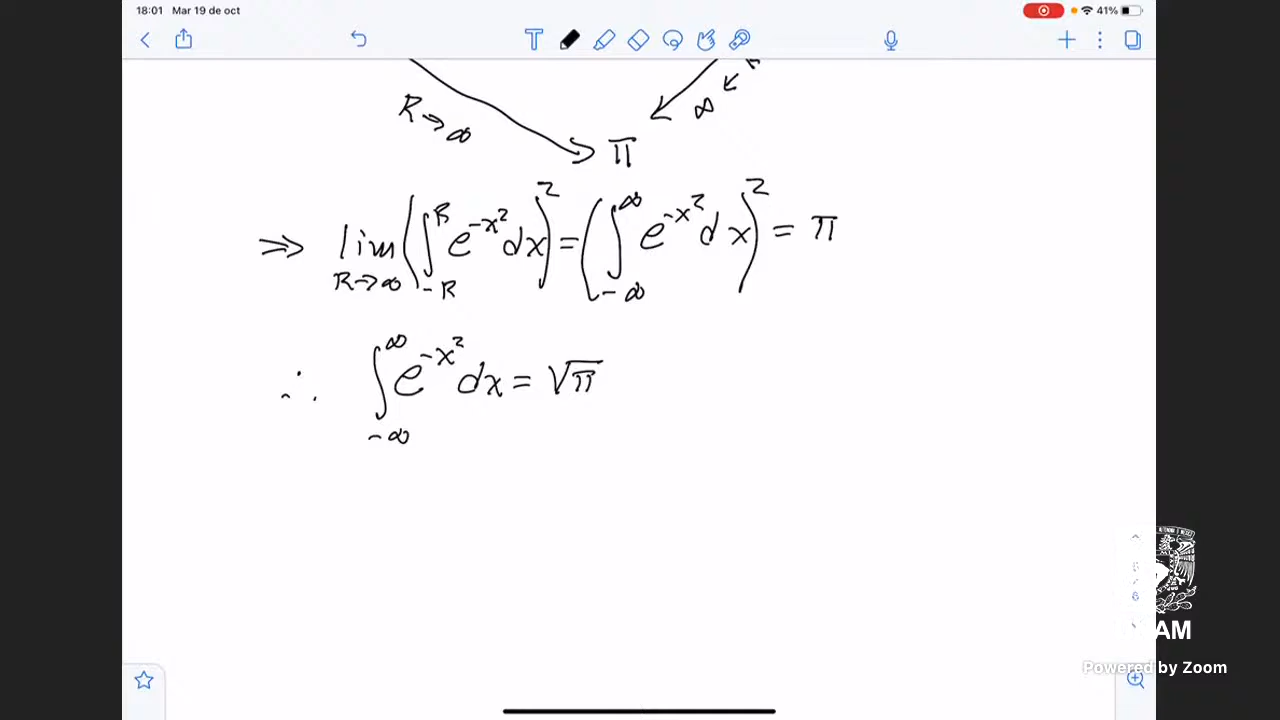 18:01 Mar 19 de oct 41%
R→∞ ∞
π
⇒ lim R→∞ (∫_{-R}^{R} e^{-x²} dx)² = (∫_{-∞}^{∞} e^{-x²} dx)² = π
∴ ∫_{-∞}^{∞} e^{-x²} dx = √π
AM
Powered by Zoom